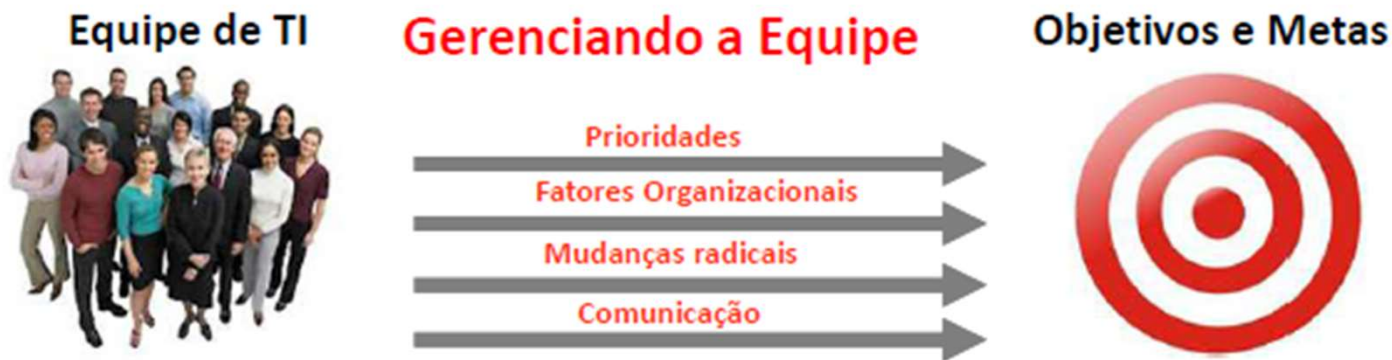 Equipe de TI
Gerenciando a Equipe
Objetivos e Metas
Prioridades
Fatores Organizacionais
Mudanças radicais
Comunicação